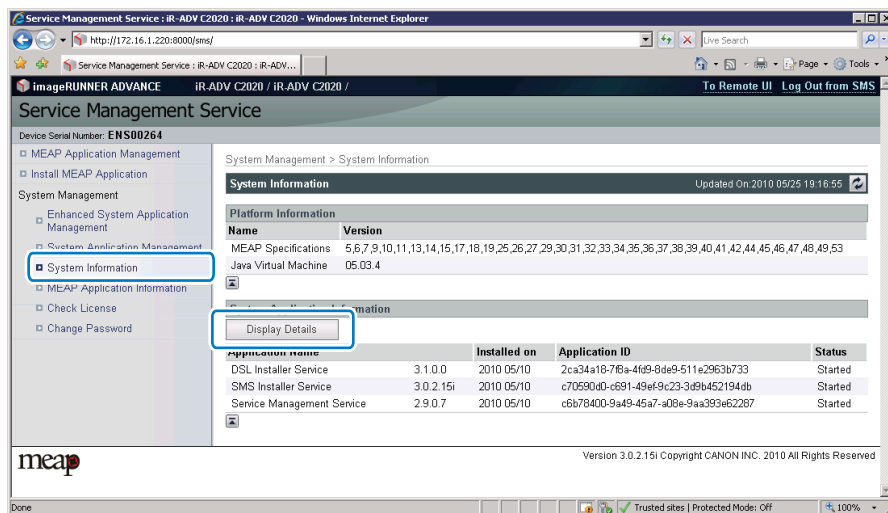 Service Management Service : iR-ADV C2020 : iR-ADV C2020 - Windows Internet Explorer
http://172.16.1.220:8000/sms/
Live Search
Service Management Service : iR-ADV C2020 : iR-ADV...
Page
Tools
imageRUNNER ADVANCE iR-ADV C2020 / iR-ADV C2020 /
To Remote UI Log Out from SMS
Service Management Service
Device Serial Number: ENS00264
MEAP Application Management
Install MEAP Application
System Management
Enhanced System Application
Management
System Application Management
System Information
MEAP Application Information
Check License
Change Password
System Management > System Information
System Information
Updated On:2010 05/25 19:16:55
Platform Information
Name Version
MEAP Specifications 5,6,7,9,10,11,13,14,15,17,18,19,25,26,27,29,30,31,32,33,34,35,36,37,38,39,40,41,42,44,45,46,47,48,49,53
Java Virtual Machine 05.03.4
System Application Information
Display Details
Application Name Installed on Application ID Status
DSL Installer Service 3.1.0.0 2010 05/10 2ca34a18-7f8a-4fd9-8de9-511e2963b733 Started
SMS Installer Service 3.0.2.15i 2010 05/10 c70590d0-c691-49ef-9c23-3d9b452194db Started
Service Management Service 2.9.0.7 2010 05/10 c6b78400-9a49-45a7-a08e-9aa393e62287 Started
meap
Version 3.0.2.15i Copyright CANON INC. 2010 All Rights Reserved
Done
Trusted sites | Protected Mode: Off
100%